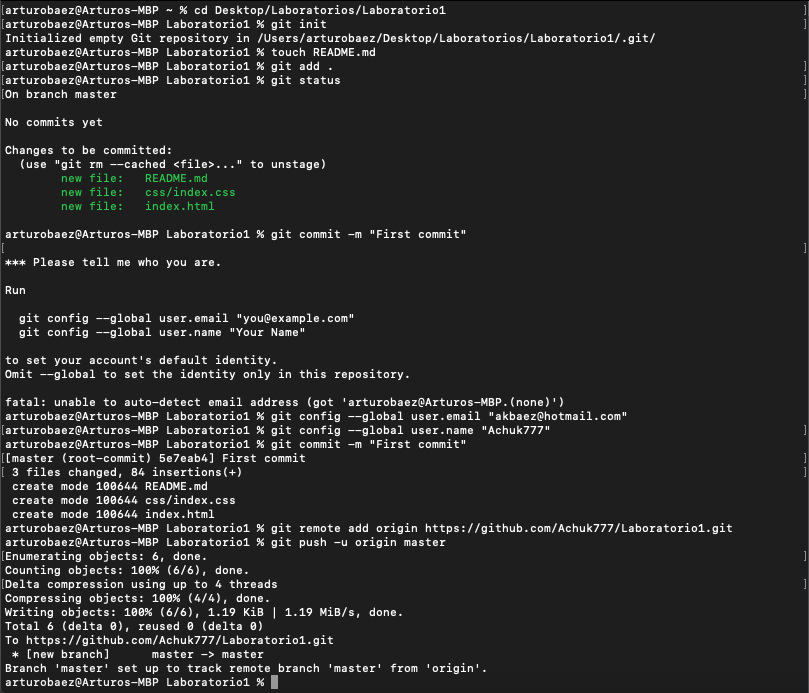 arturobaez@Arturos-MBP ~ % cd Desktop/Laboratorios/Laboratorio1
arturobaez@Arturos-MBP Laboratorio1 % git init
Initialized empty Git repository in /Users/arturobaez/Desktop/Laboratorios/Laboratorio1/.git/
arturobaez@Arturos-MBP Laboratorio1 % touch README.md
arturobaez@Arturos-MBP Laboratorio1 % git add .
arturobaez@Arturos-MBP Laboratorio1 % git status
On branch master

No commits yet

Changes to be committed:
  (use "git rm --cached <file>..." to unstage)
        new file:   README.md
        new file:   css/index.css
        new file:   index.html

arturobaez@Arturos-MBP Laboratorio1 % git commit -m "First commit"

*** Please tell me who you are.

Run

  git config --global user.email "you@example.com"
  git config --global user.name "Your Name"

to set your account's default identity.
Omit --global to set the identity only in this repository.

fatal: unable to auto-detect email address (got 'arturobaez@Arturos-MBP.(none)')
arturobaez@Arturos-MBP Laboratorio1 % git config --global user.email "akbaez@hotmail.com"
arturobaez@Arturos-MBP Laboratorio1 % git config --global user.name "Achuk777"
arturobaez@Arturos-MBP Laboratorio1 % git commit -m "First commit"
[master (root-commit) 5e7eab4] First commit
 3 files changed, 84 insertions(+)
 create mode 100644 README.md
 create mode 100644 css/index.css
 create mode 100644 index.html
arturobaez@Arturos-MBP Laboratorio1 % git remote add origin https://github.com/Achuk777/Laboratorio1.git
arturobaez@Arturos-MBP Laboratorio1 % git push -u origin master
Enumerating objects: 6, done.
Counting objects: 100% (6/6), done.
Delta compression using up to 4 threads
Compressing objects: 100% (4/4), done.
Writing objects: 100% (6/6), 1.19 KiB | 1.19 MiB/s, done.
Total 6 (delta 0), reused 0 (delta 0)
To https://github.com/Achuk777/Laboratorio1.git
 * [new branch]      master -> master
Branch 'master' set up to track remote branch 'master' from 'origin'.
arturobaez@Arturos-MBP Laboratorio1 %